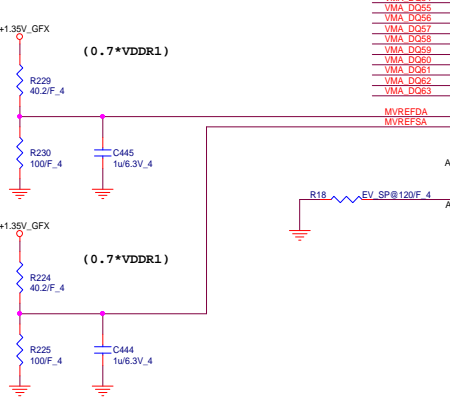 VMA_DQ55
VMA_DQ56
VMA_DQ57
VMA_DQ58
VMA_DQ59
VMA_DQ60
VMA_DQ61
VMA_DQ62
VMA_DQ63
+1.35V_GFX
(0.7*VDDR1)
R229
40.2/F_4
MVREFDA
MVREFSA
R230
100/F_4
C445
1u/6.3V_4
A
R18
EV_SP@120/F_4
A
+1.35V_GFX
(0.7*VDDR1)
R224
40.2/F_4
R225
100/F_4
C444
1u/6.3V_4